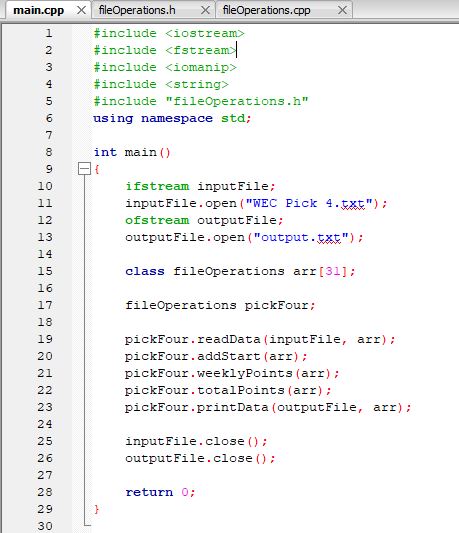 main.cpp fileOperations.h fileOperations.cpp
1 #include <iostream>
2 #include <fstream>
3 #include <iomanip>
4 #include <string>
5 #include "fileOperations.h"
6 using namespace std;
7
8 int main()
9 {
10 ifstream inputFile;
11 inputFile.open("WEC Pick 4.txt");
12 ofstream outputFile;
13 outputFile.open("output.txt");
14
15 class fileOperations arr[31];
16
17 fileOperations pickFour;
18
19 pickFour.readData(inputFile, arr);
20 pickFour.addStart(arr);
21 pickFour.weeklyPoints(arr);
22 pickFour.totalPoints(arr);
23 pickFour.printData(outputFile, arr);
24
25 inputFile.close();
26 outputFile.close();
27
28 return 0;
29 }
30